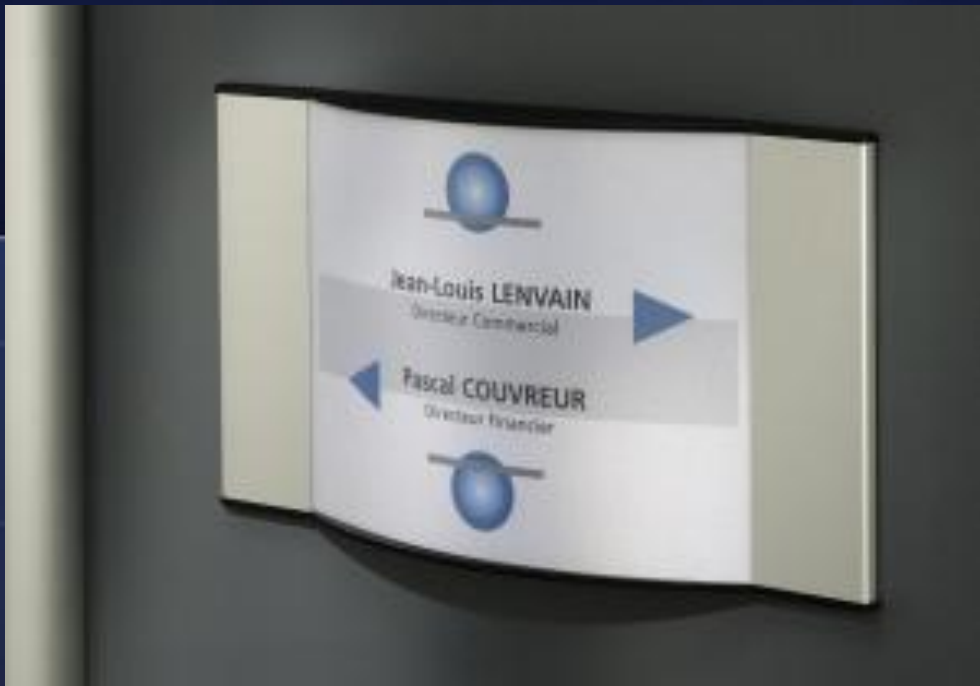 Jean-Louis LENVAIN
Directeur Commercial
Pascal COUVREUR
Directeur Financier